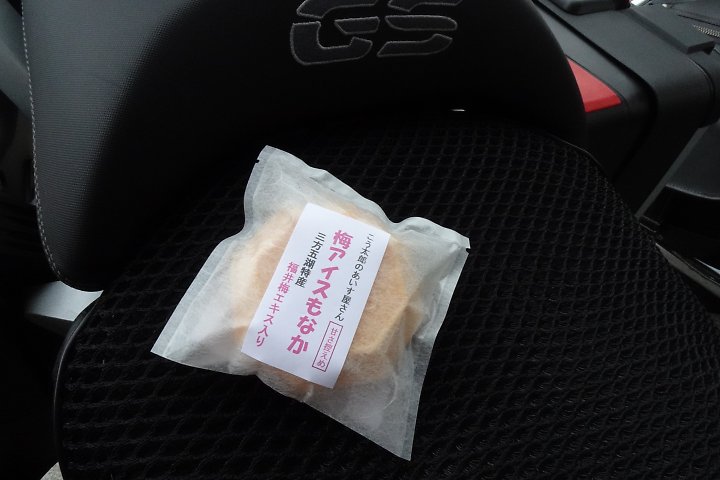 GS
こう太郎のあいす屋さん
梅アイスもなか
甘さ控えめ
三方五湖特産
福井梅エキス入り